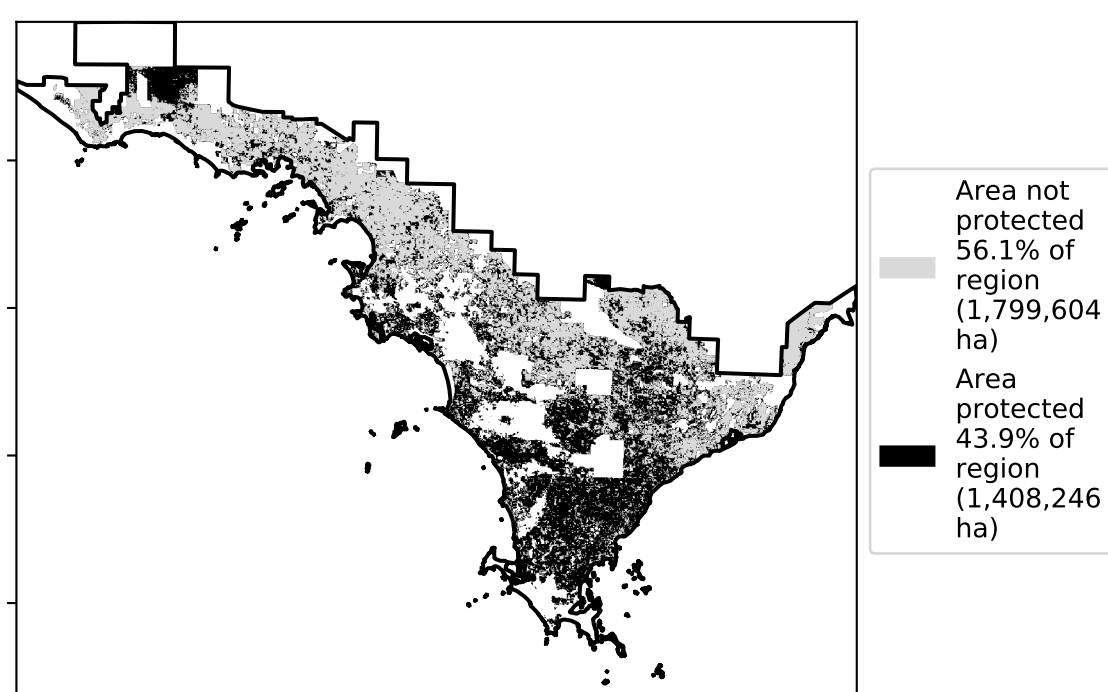 Area not
protected
56.1% of
region
(1,799,604
ha)
Area
protected
43.9% of
region
(1,408,246
ha)